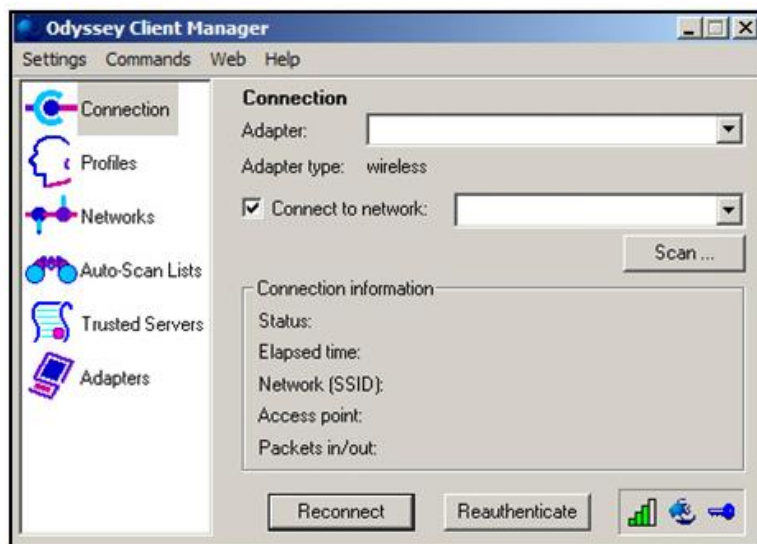 Odyssey Client Manager
Settings Commands Web Help
Connection
Profiles
Networks
Auto-Scan Lists
Trusted Servers
Adapters
Connection
Adapter:
Adapter type: wireless
Connect to network:
Scan ...
Connection information
Status:
Elapsed time:
Network (SSID):
Access point:
Packets in/out:
Reconnect Reauthenticate